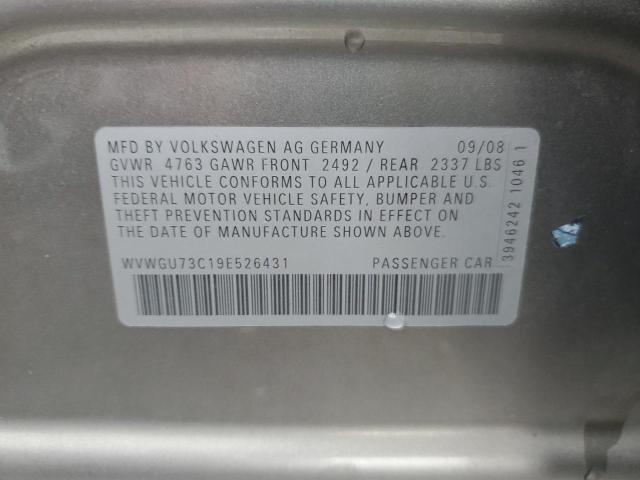 MFD BY VOLKSWAGEN AG GERMANY 09/08
GVWR 4763 GAWR FRONT 2492 / REAR 2337 LBS
THIS VEHICLE CONFORMS TO ALL APPLICABLE U.S.
FEDERAL MOTOR VEHICLE SAFETY, BUMPER AND
THEFT PREVENTION STANDARDS IN EFFECT ON
THE DATE OF MANUFACTURE SHOWN ABOVE.
WVWGU73C19E526431 PASSENGER CAR
3946242 1046 1